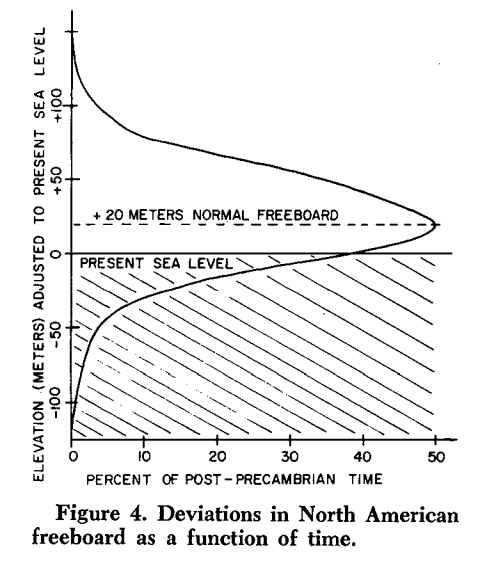 ELEVATION (METERS) ADJUSTED TO PRESENT SEA LEVEL
+100
+50
+ 20 METERS NORMAL FREEBOARD
0
PRESENT SEA LEVEL
-50
-100
0 10 20 30 40 50
PERCENT OF POST-PRECAMBRIAN TIME
Figure 4. Deviations in North American
freeboard as a function of time.